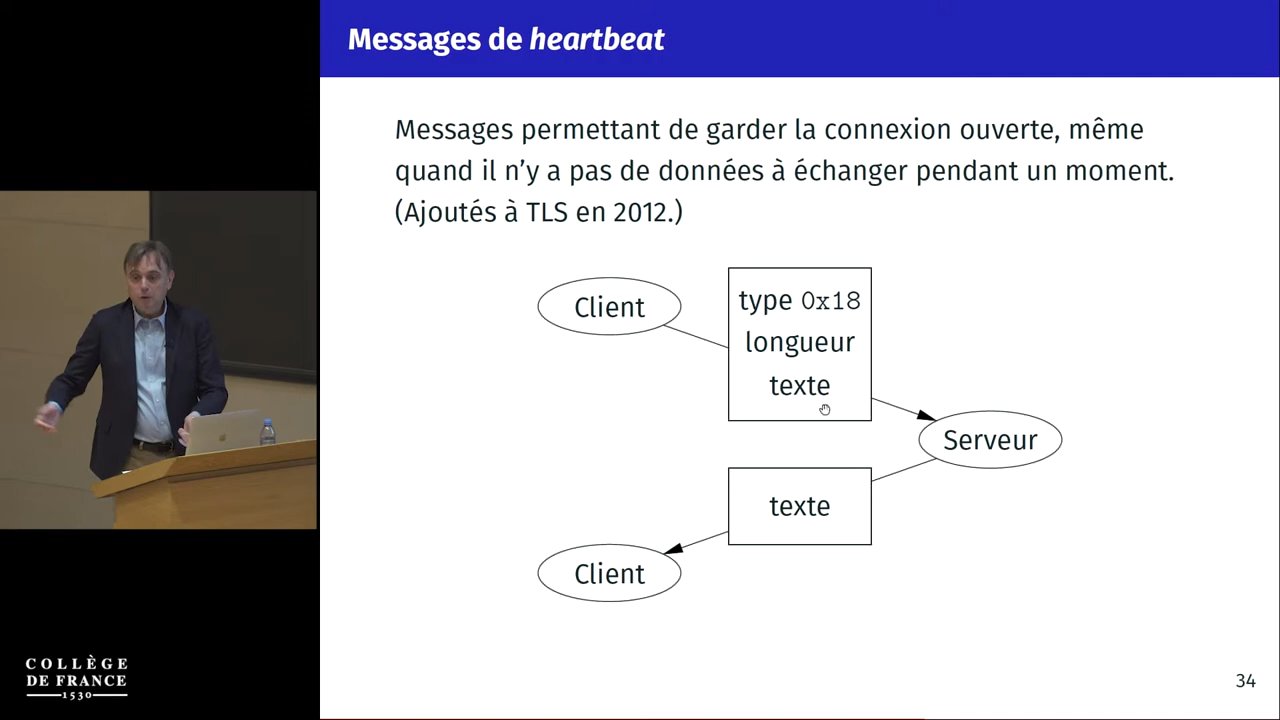 Messages de heartbeat
Messages permettant de garder la connexion ouverte, même
quand il n'y a pas de données à échanger pendant un moment.
(Ajoutés à TLS en 2012.)
Client
type 0x18
longueur
texte
Serveur
texte
Client
COLLÈGE
DE FRANCE
1530
34